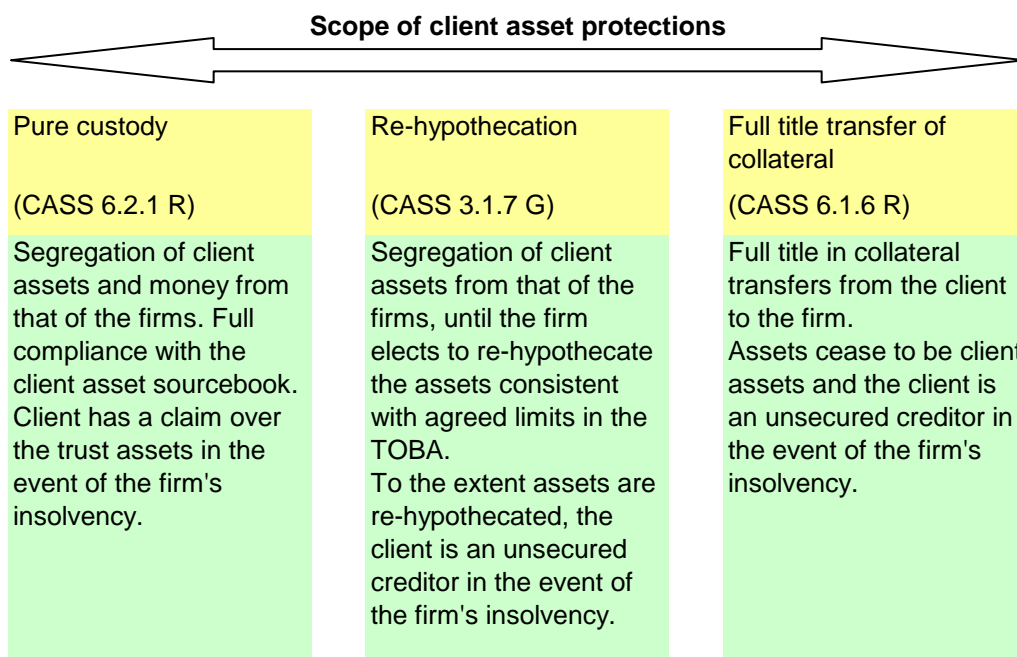 Scope of client asset protections
Pure custody
(CASS 6.2.1 R)
Segregation of client
assets and money from
that of the firms. Full
compliance with the
client asset sourcebook.
Client has a claim over
the trust assets in the
event of the firm's
insolvency.
Re-hypothecation
(CASS 3.1.7 G)
Segregation of client
assets from that of the
firms, until the firm
elects to re-hypothecate
the assets consistent
with agreed limits in the
TOBA.
To the extent assets are
re-hypothecated, the
client is an unsecured
creditor in the event of
the firm's insolvency.
Full title transfer of
collateral
(CASS 6.1.6 R)
Full title in collateral
transfers from the client
to the firm.
Assets cease to be client
assets and the client is
an unsecured creditor in
the event of the firm's
insolvency.